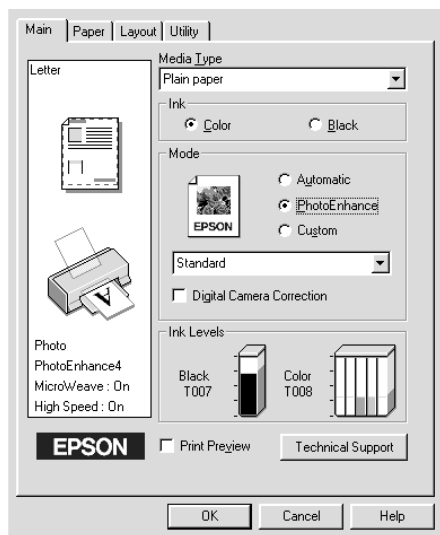 Main Paper Layout Utility
Letter
Media Type
Plain paper
Ink
Color Black
Mode
EPSON
Automatic
PhotoEnhance
Custom
Standard
Digital Camera Correction
Ink Levels
Black
T007
Color
T008
A
Photo
PhotoEnhance4
MicroWeave : On
High Speed : On
EPSON
Print Preview
Technical Support
OK Cancel Help